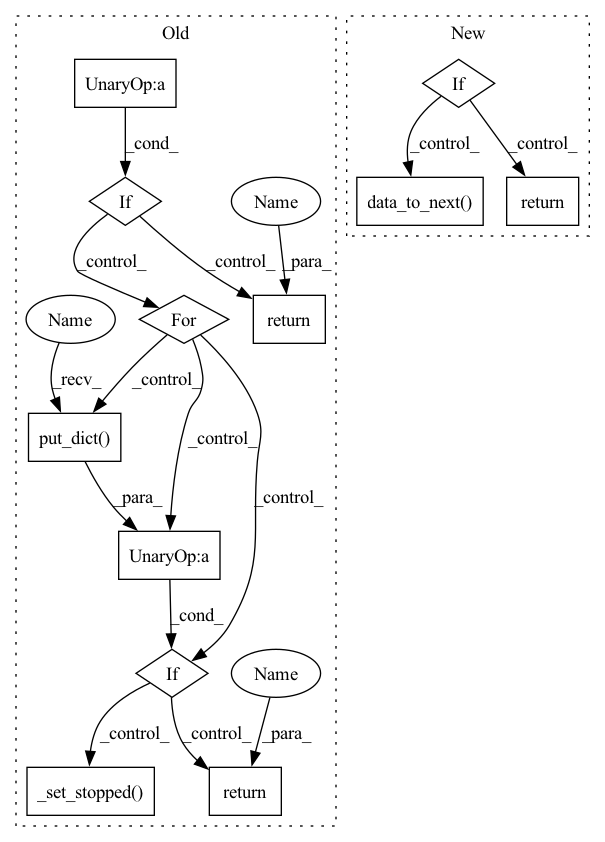 Old
New
UnaryOp:a
If
_cond_
_control_
_control_
If
Name
data_to_next()
return
_control_
_control_
_para_
Name
For
return
_recv_
_control_
_control_
_control_
put_dict()
_para_
UnaryOp:a
_cond_
If
Name
_control_
_control_
_para_
_set_stopped()
return